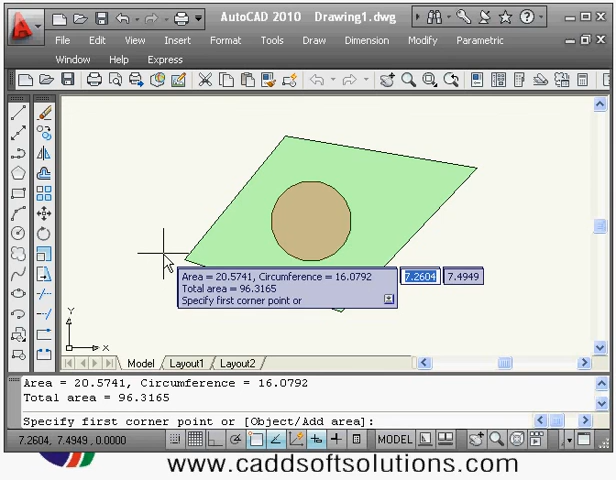 AutoCAD 2010 Drawing1.dwg
File Edit View Insert Format Tools Draw Dimension Modify
Window Help Express
Area = 20.5741, Circumference = 16.0792
Total area = 96.3165
Specify first corner point or
7.2604 7.4949
Y
X
Model Layout1 Layout2
Area = 20.5741, Circumference = 16.0792
Total area = 96.3165
Specify first corner point or [Object/Add area]:
7.2604, 7.4949, 0.0000 MODEL
www.caddsoftsolutions.com